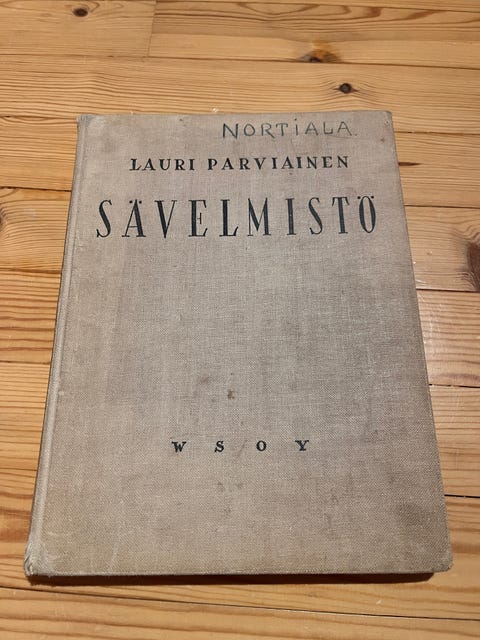 NORTIALA.
LAURI PARVIAINEN
SÄVELMISTÖ
WSOY